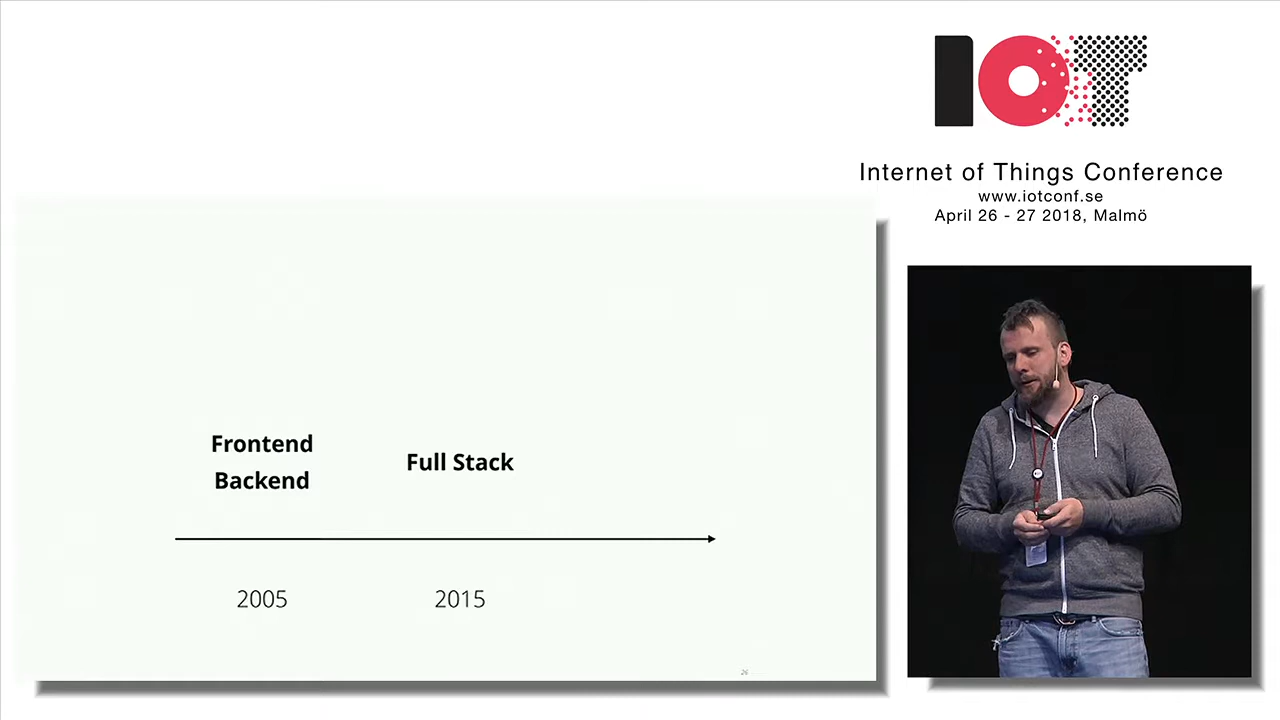 IOT
Internet of Things Conference
www.iotconf.se
April 26 - 27 2018, Malmö
Frontend
Backend
Full Stack
2005
2015